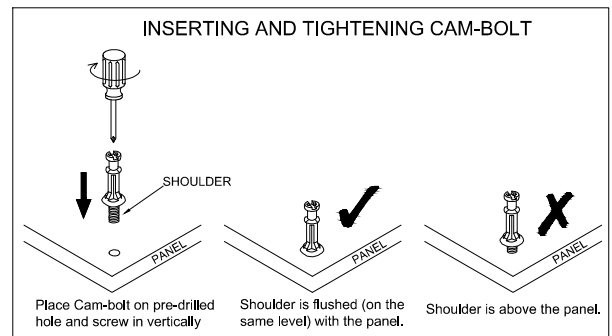 INSERTING AND TIGHTENING CAM-BOLT
SHOULDER
PANEL
PANEL
PANEL
Place Cam-bolt on pre-drilled
hole and screw in vertically
Shoulder is flushed (on the
same level) with the panel.
Shoulder is above the panel.